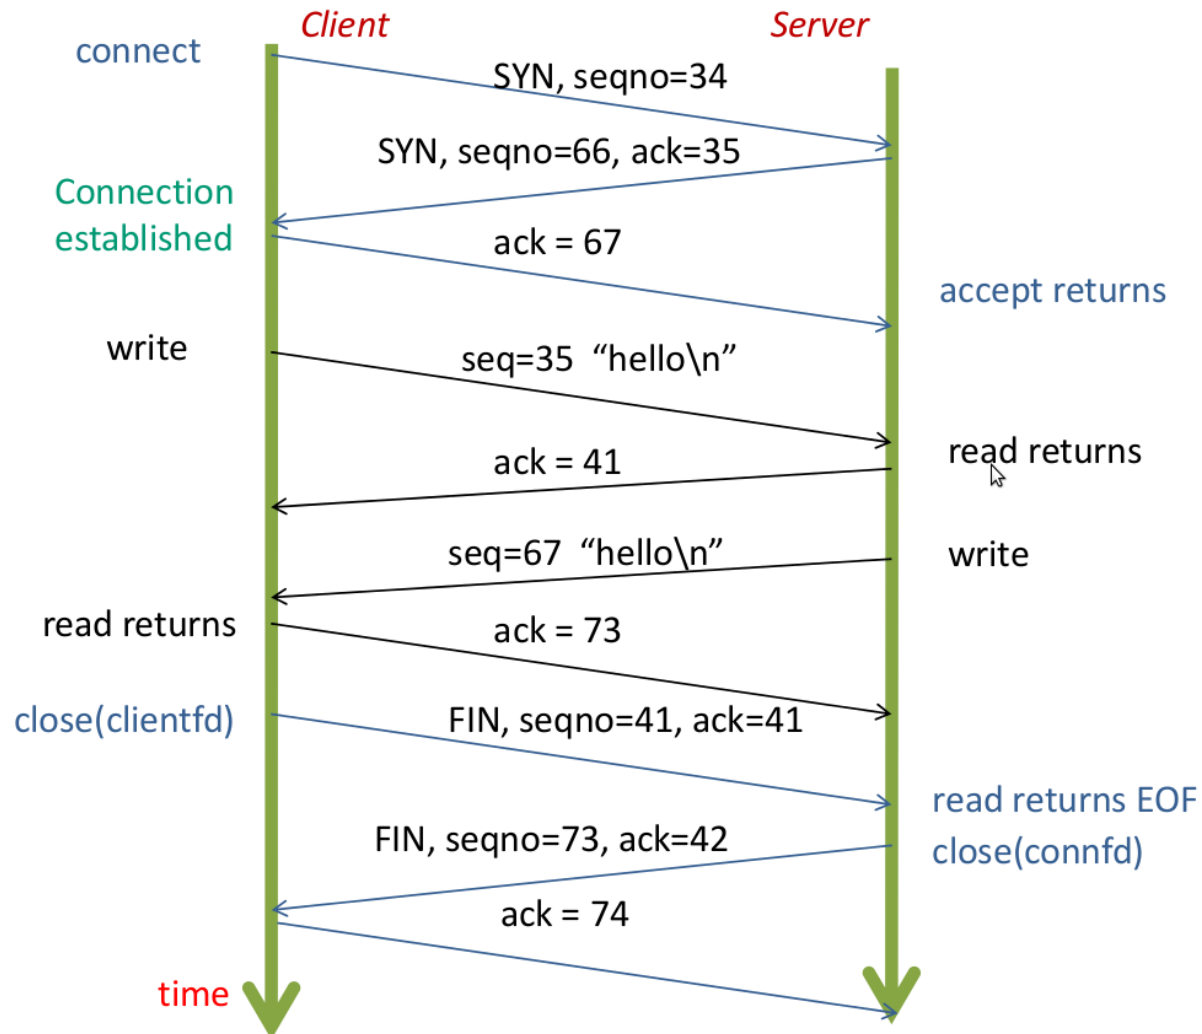 Client
Server
connect
SYN, seqno=34
SYN, seqno=66, ack=35
Connection
established
ack = 67
accept returns
write
seq=35 “hello\n”
read returns
ack = 41
seq=67 “hello\n”
write
read returns
ack = 73
close(clientfd)
FIN, seqno=41, ack=41
read returns EOF
FIN, seqno=73, ack=42
close(connfd)
ack = 74
time